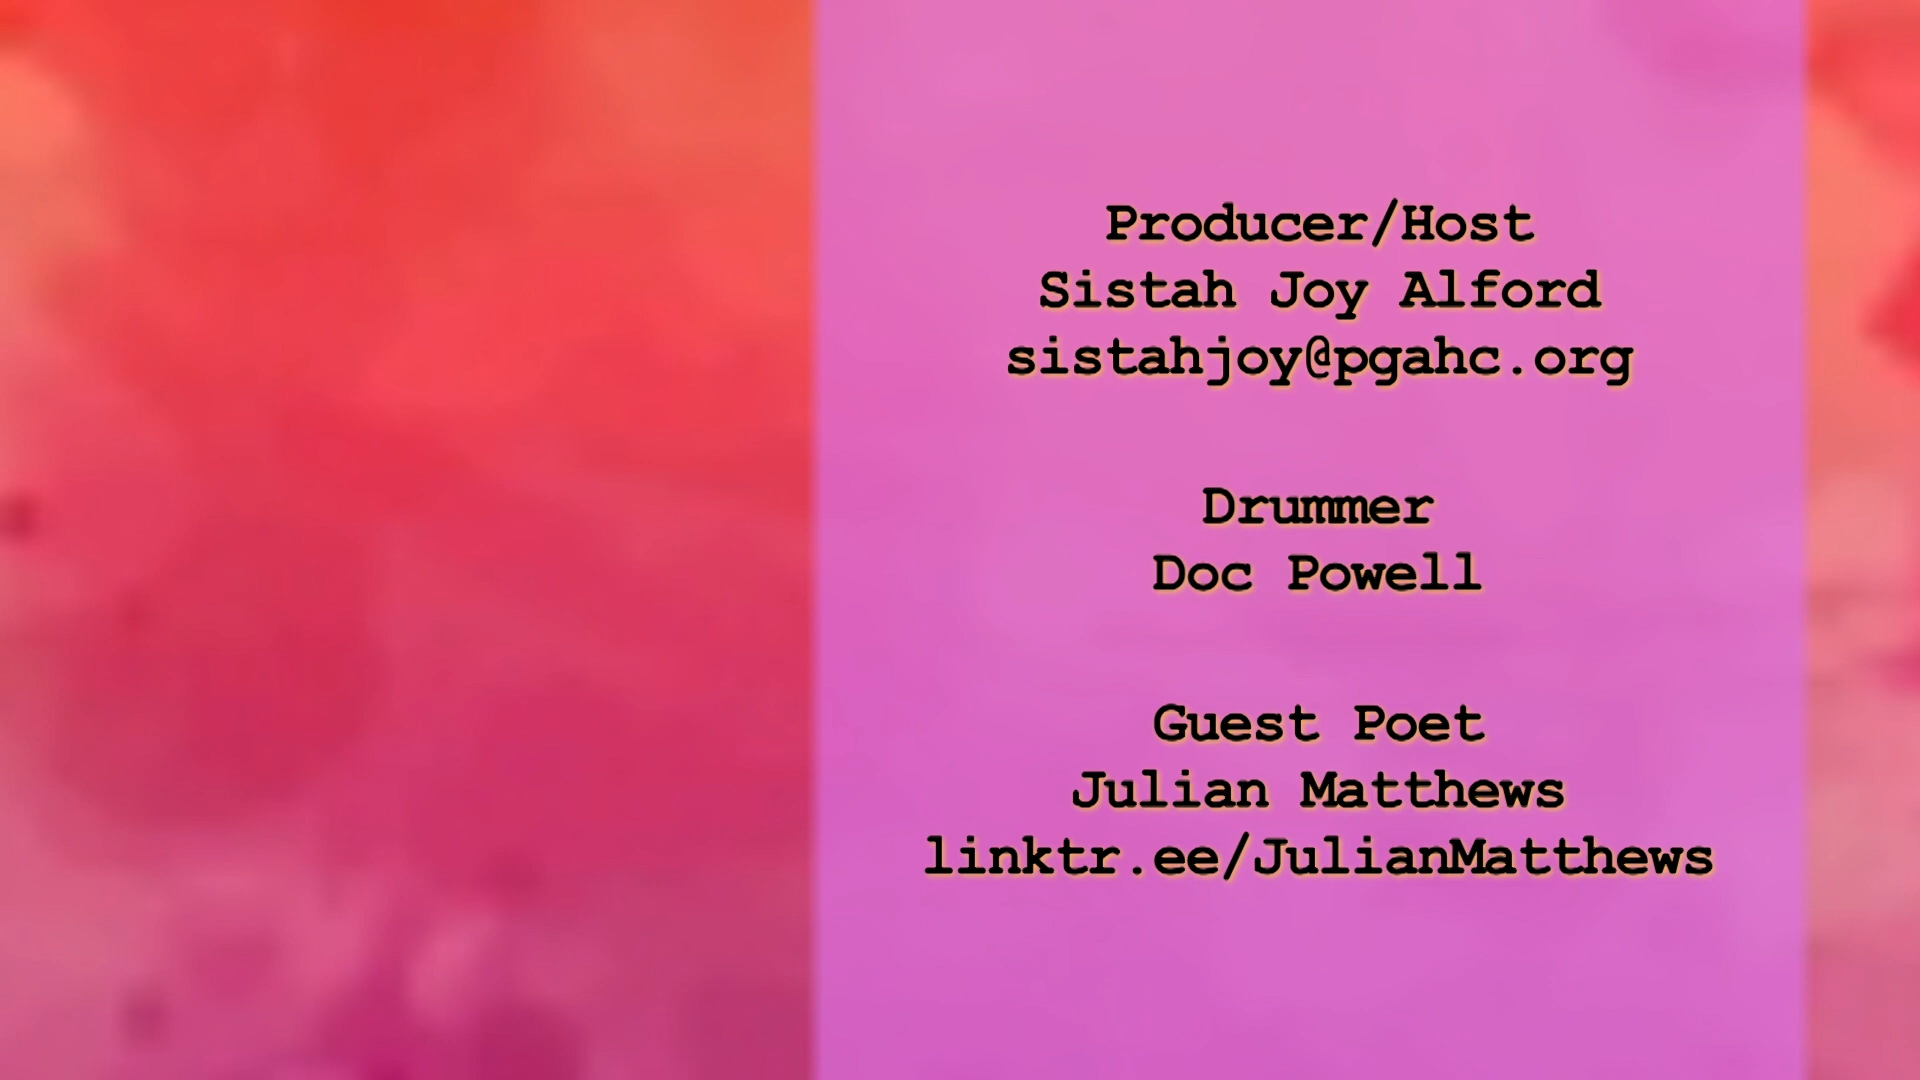 Producer/Host
Sistah Joy Alford
sistahjoy@pgahc.org
Drummer
Doc Powell
Guest Poet
Julian Matthews
linktr.ee/JulianMatthews